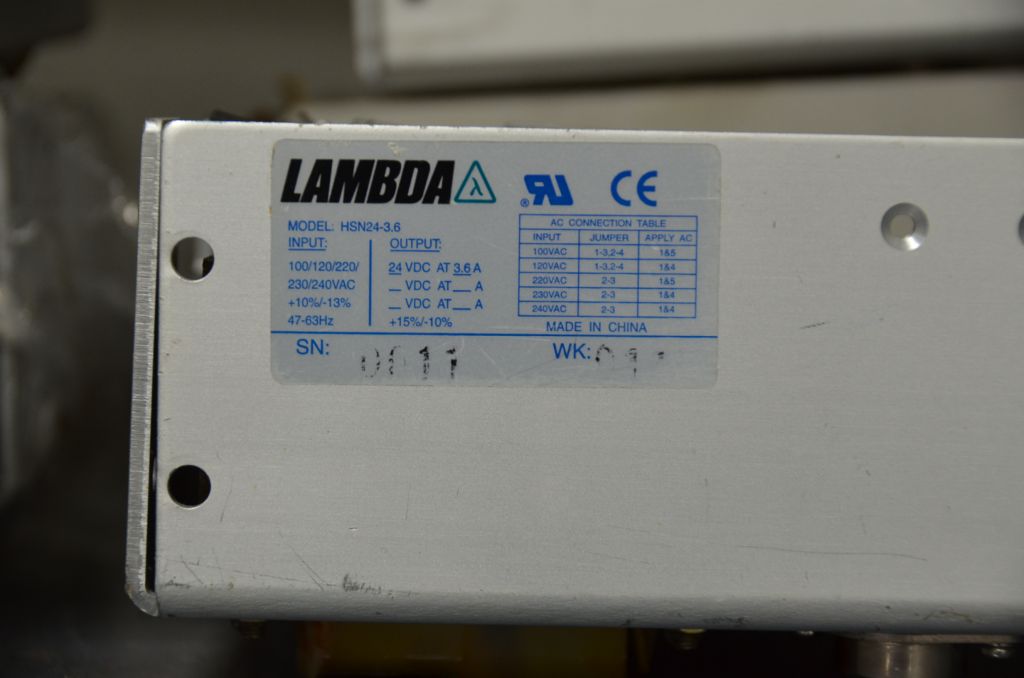 LAMBDA λ
MODEL: HSN24-3.6
INPUT:
100/120/220/
230/240VAC
+10%/-13%
47-63Hz
OUTPUT:
24 VDC AT 3.6 A
_ VDC AT __ A
_ VDC AT __ A
+15%/-10%
® RU CE
AC CONNECTION TABLE
INPUT JUMPER APPLY AC
100VAC 1-3,2-4 1&5
120VAC 1-3,2-4 1&4
220VAC 2-3 1&5
230VAC 2-3 1&4
240VAC 2-3 1&4
MADE IN CHINA
SN:
WK: